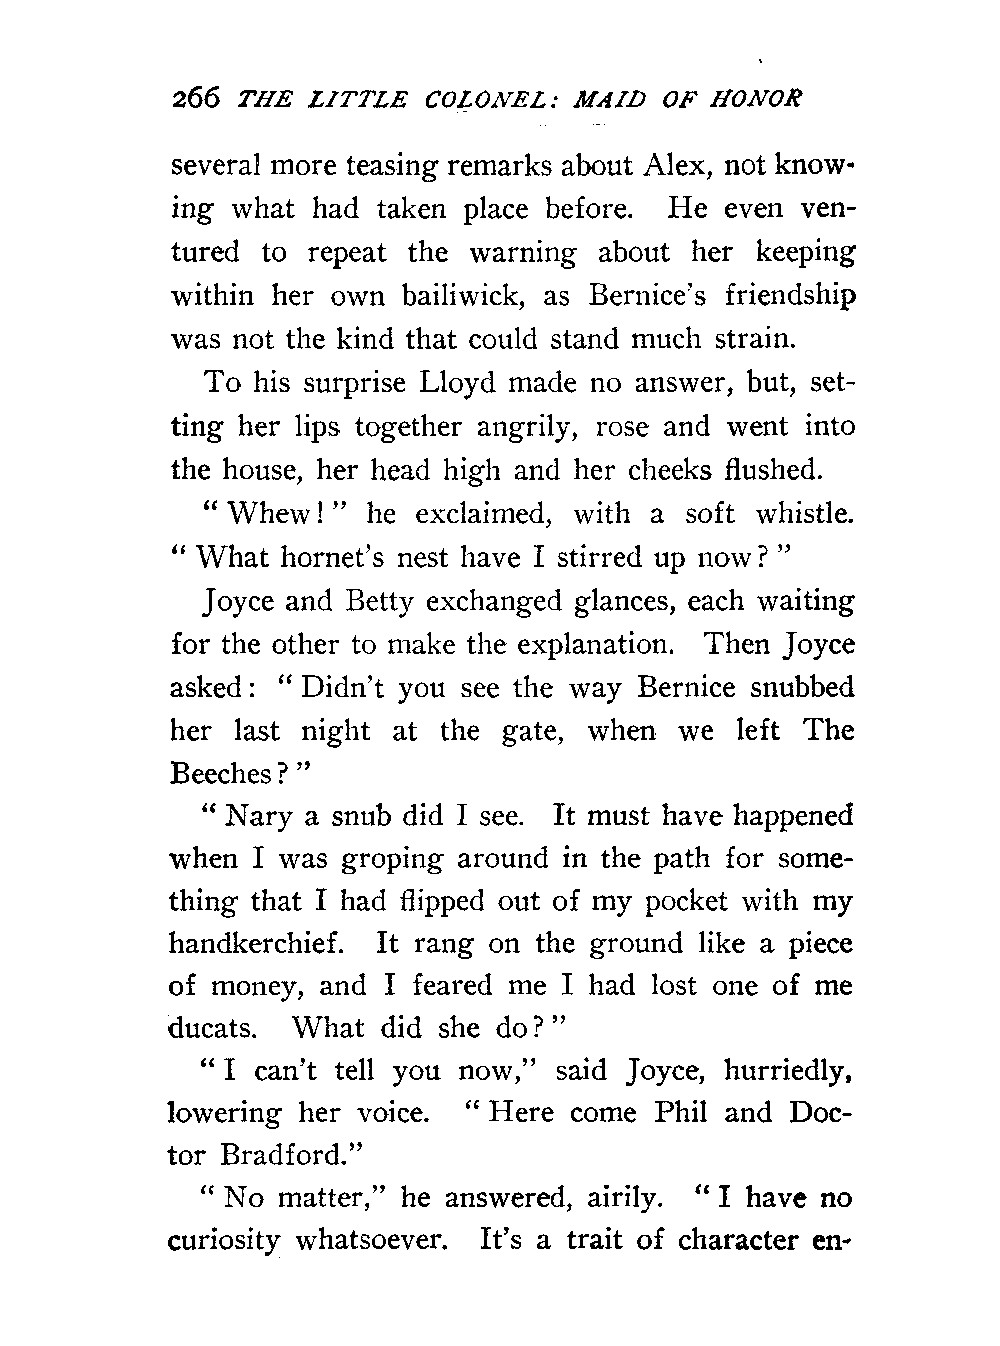 266 THE LITTLE COLONEL: MAID OF HONOR
several more teasing remarks about Alex, not know-
ing what had taken place before. He even ven-
tured to repeat the warning about her keeping
within her own bailiwick, as Bernice's friendship
was not the kind that could stand much strain.
To his surprise Lloyd made no answer, but, set-
ting her lips together angrily, rose and went into
the house, her head high and her cheeks flushed.
" Whew! " he exclaimed, with a soft whistle.
" What hornet's nest have I stirred up now? "
Joyce and Betty exchanged glances, each waiting
for the other to make the explanation. Then Joyce
asked: " Didn't you see the way Bernice snubbed
her last night at the gate, when we left The
Beeches? "
" Nary a snub did I see. It must have happened
when I was groping around in the path for some-
thing that I had flipped out of my pocket with my
handkerchief. It rang on the ground like a piece
of money, and I feared me I had lost one of me
ducats. What did she do? "
" I can't tell you now," said Joyce, hurriedly,
lowering her voice. " Here come Phil and Doc-
tor Bradford."
" No matter," he answered, airily. " I have no
curiosity whatsoever. It's a trait of character en-